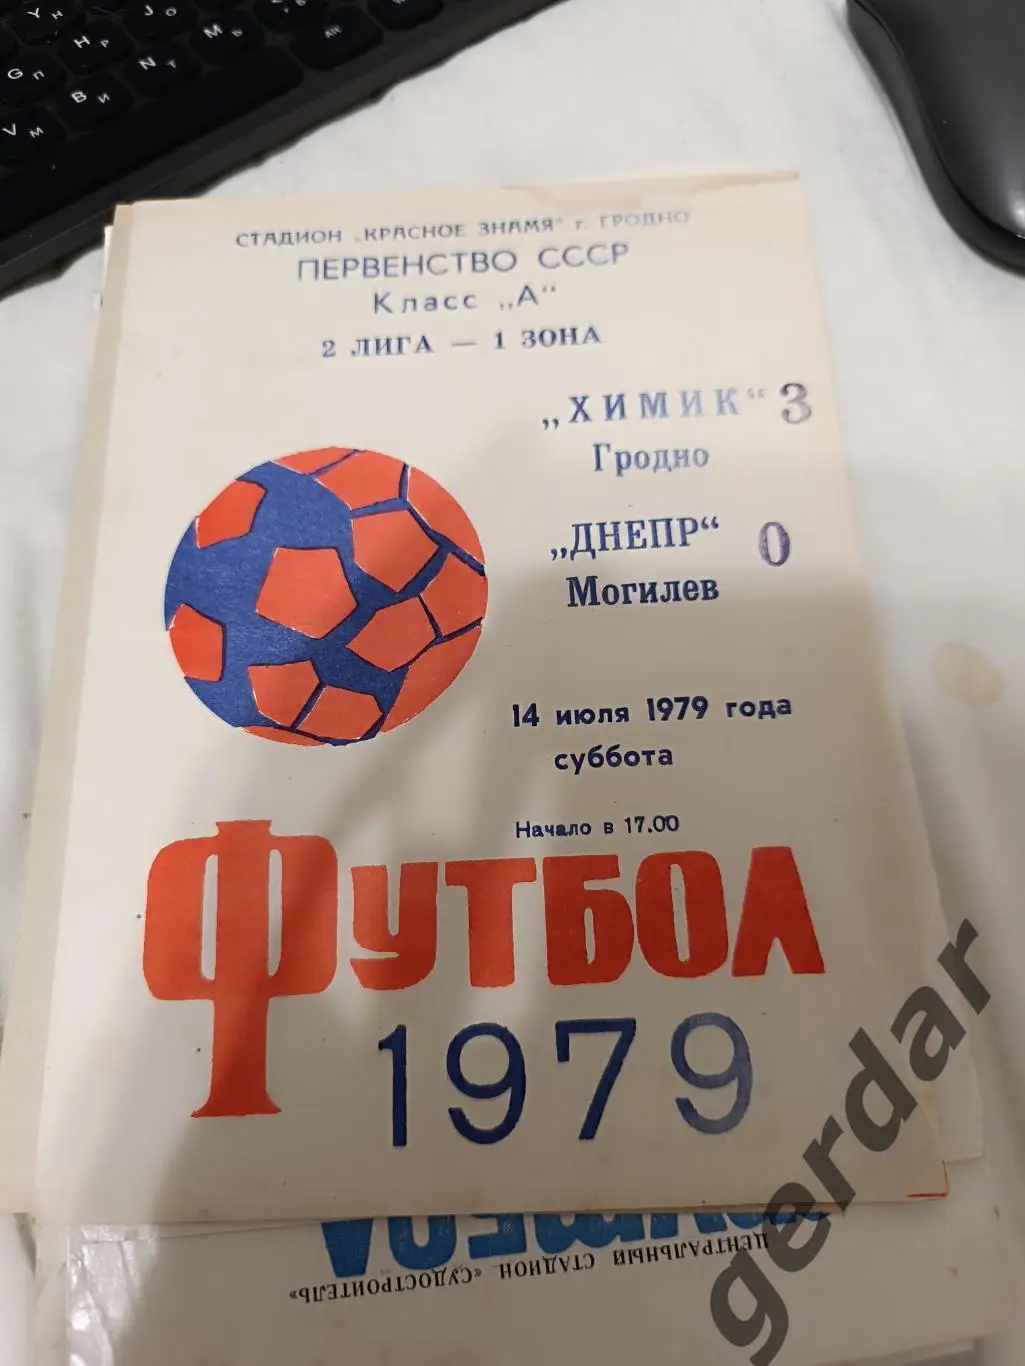 Y Н
J О
H Р
M Ь
Alt
G П
N Т
B И
V М
СТАДИОН „КРАСНОЕ ЗНАМЯ“ г. ГРОДНО
ПЕРВЕНСТВО СССР
Класс „А“
2 ЛИГА — 1 ЗОНА
„ХИМИК“ 3
Гродно
„ДНЕПР“ 0
Могилев
14 июля 1979 года
суббота
Начало в 17.00
ФУТБОЛ
1979
ЦЕНТРАЛЬНЫЙ СТАДИОН «СУДОСТРОИТЕЛЬ»
gerdar